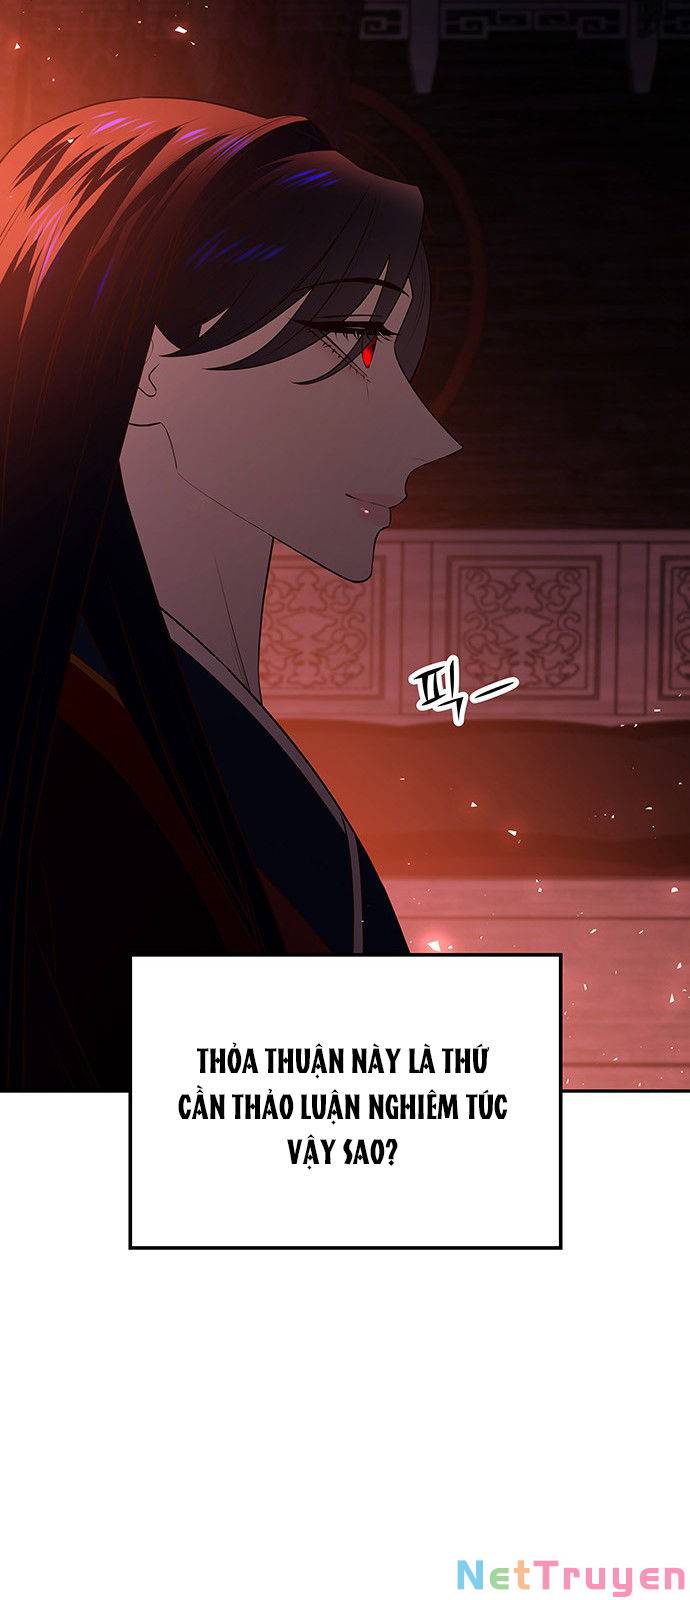 픽—
THỎA THUẬN NÀY LÀ THỨ
CẦN THẢO LUẬN NGHIÊM TÚC
VẬY SAO?
NetTruyen